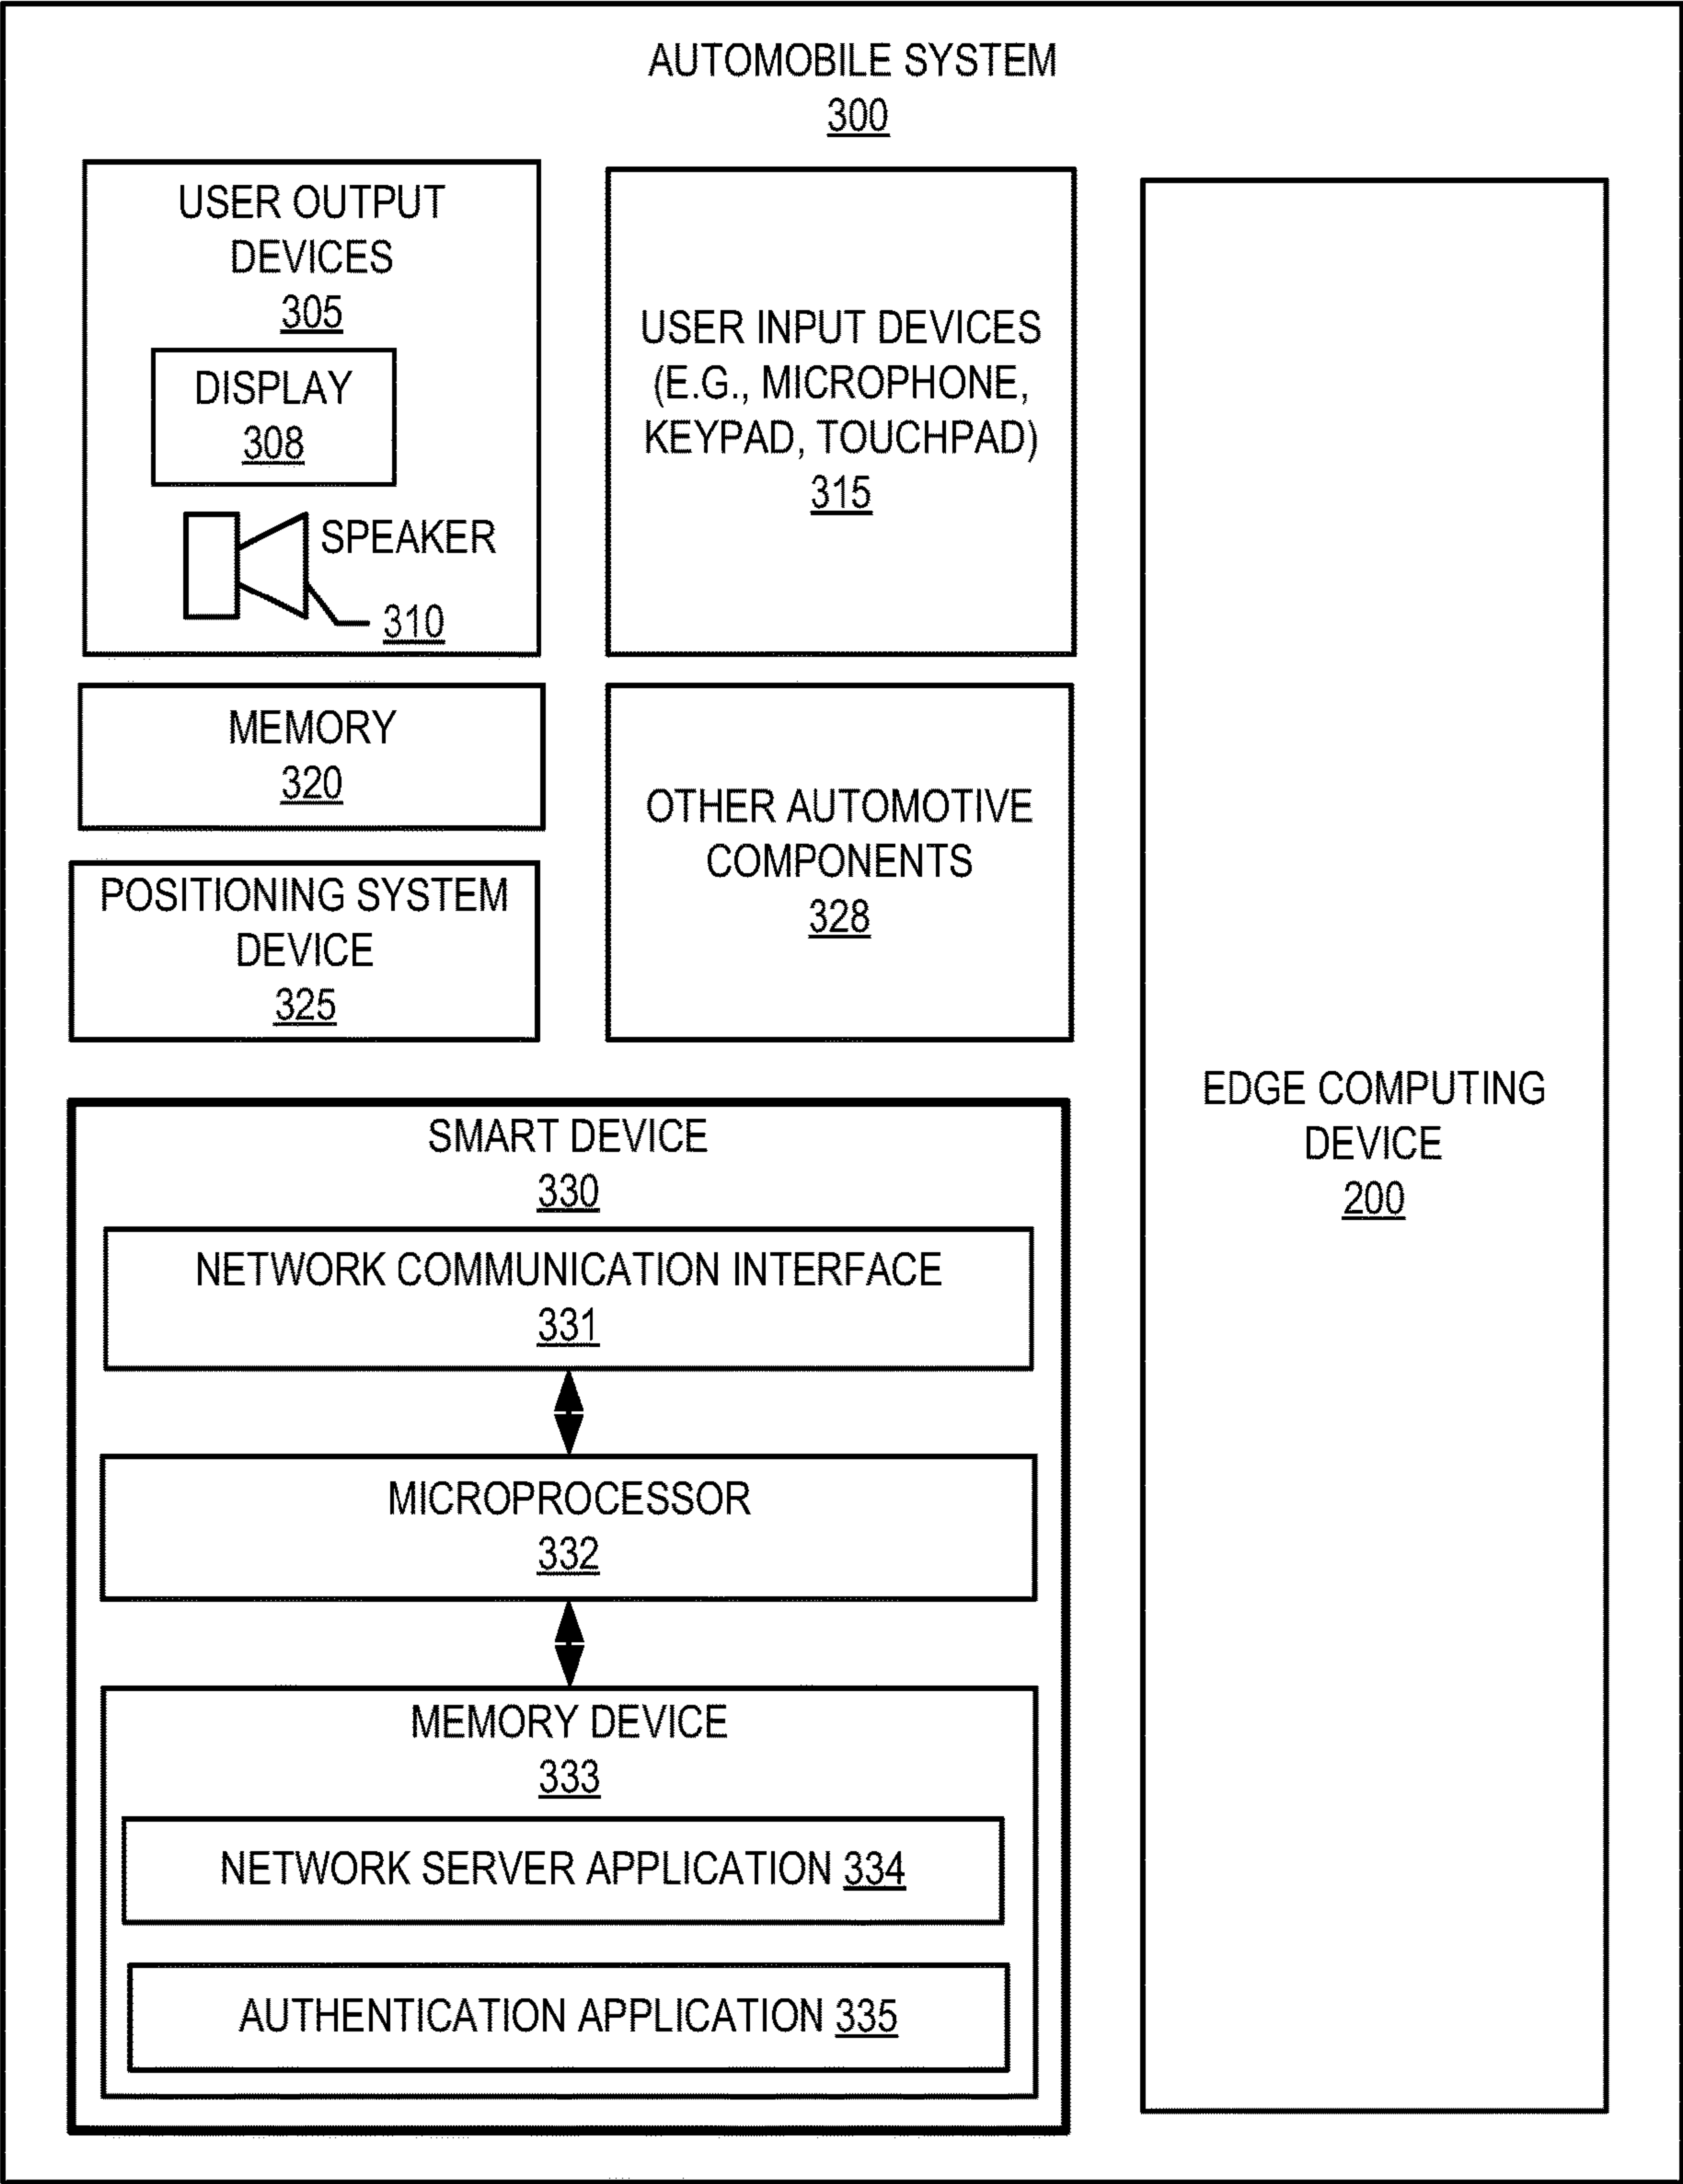 AUTOMOBILE SYSTEM
300
USER OUTPUT
DEVICES
305
DISPLAY
308
SPEAKER
310
USER INPUT DEVICES
(E.G., MICROPHONE,
KEYPAD, TOUCHPAD)
315
MEMORY
320
POSITIONING SYSTEM
DEVICE
325
OTHER AUTOMOTIVE
COMPONENTS
328
SMART DEVICE
330
NETWORK COMMUNICATION INTERFACE
331
MICROPROCESSOR
332
MEMORY DEVICE
333
NETWORK SERVER APPLICATION 334
AUTHENTICATION APPLICATION 335
EDGE COMPUTING
DEVICE
200